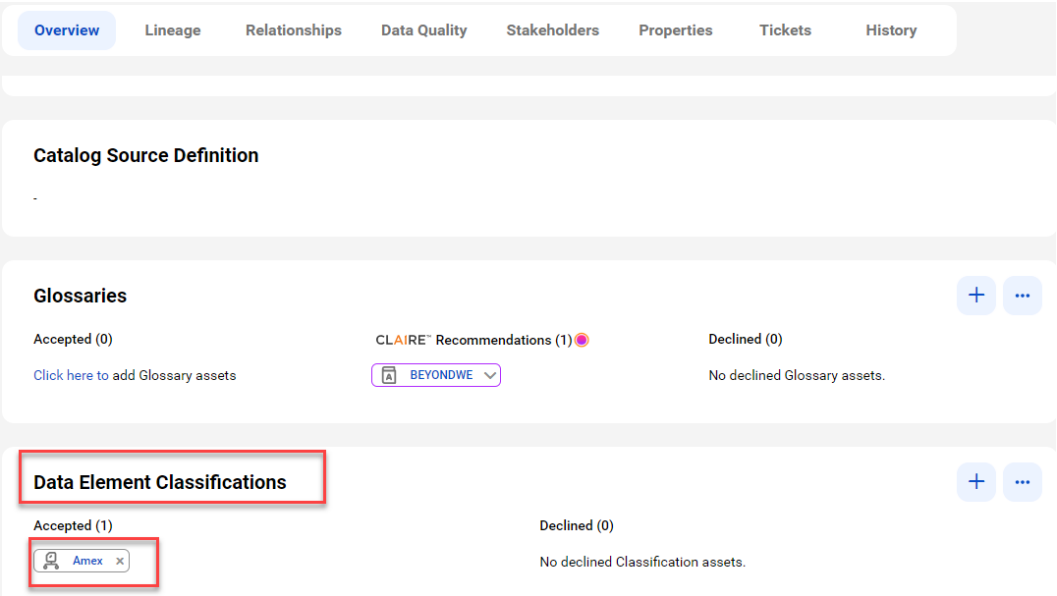 Overview Lineage Relationships Data Quality Stakeholders Properties Tickets History
Catalog Source Definition
-
Glossaries
Accepted (0) CLAIRE™ Recommendations (1) Declined (0)
Click here to add Glossary assets A BEYONDWE No declined Glossary assets.
Data Element Classifications
Accepted (1) Declined (0)
Amex × No declined Classification assets.